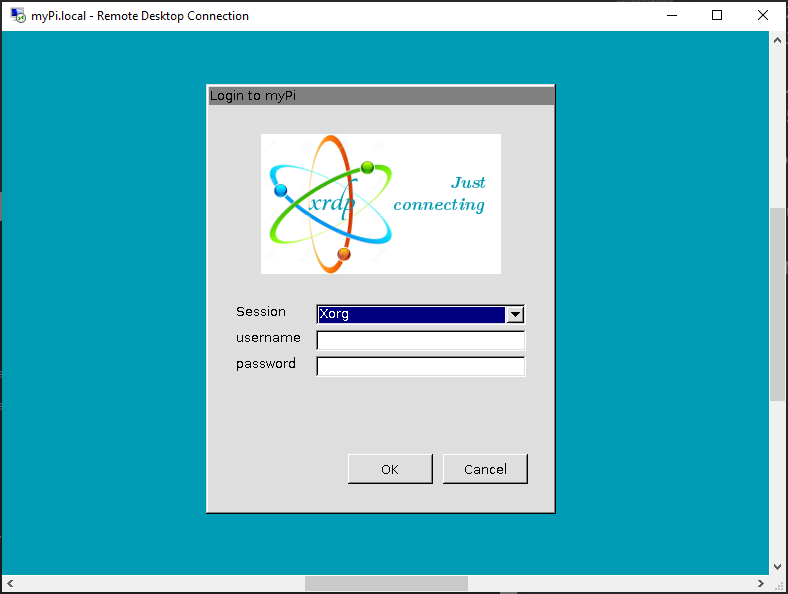 myPi.local - Remote Desktop Connection
Login to myPi
Just
connecting
xrdp
Session
Xorg
username
password
OK
Cancel